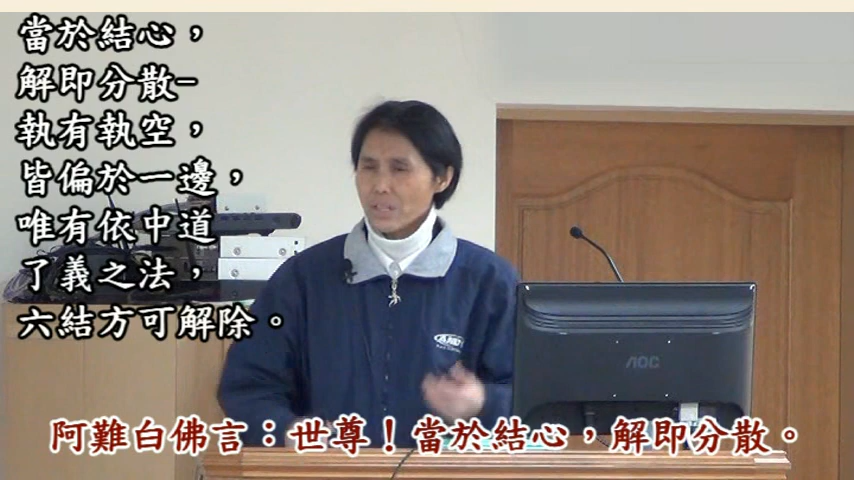 當於結心，
解即分散–
執有執空，
皆偏於一邊，
唯有依中道
了義之法，
六結方可解除。
AOC
阿難白佛言：世尊！當於結心，解即分散。